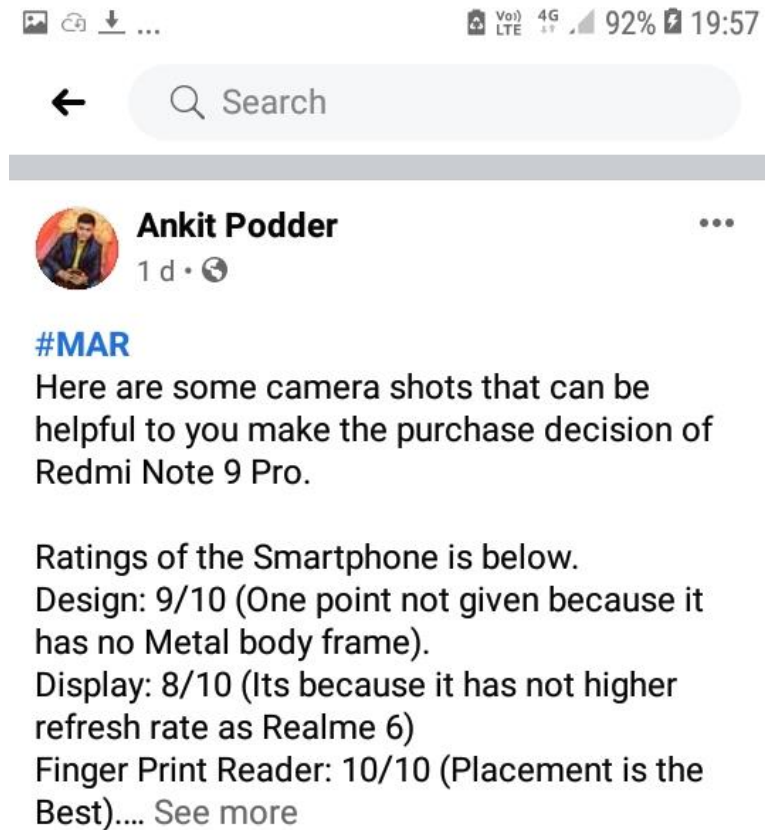 ... Vo)) LTE 4G 92% 19:57
Search
Ankit Podder
1 d •
#MAR
Here are some camera shots that can be
helpful to you make the purchase decision of
Redmi Note 9 Pro.
Ratings of the Smartphone is below.
Design: 9/10 (One point not given because it
has no Metal body frame).
Display: 8/10 (Its because it has not higher
refresh rate as Realme 6)
Finger Print Reader: 10/10 (Placement is the
Best).... See more